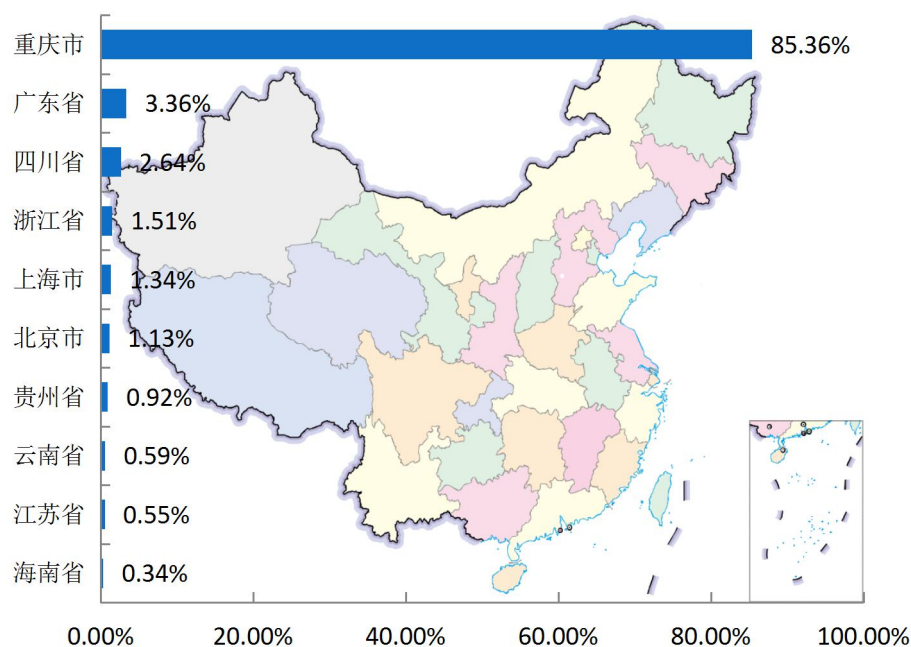 重庆市 85.36%
广东省 3.36%
四川省 2.64%
浙江省 1.51%
上海市 1.34%
北京市 1.13%
贵州省 0.92%
云南省 0.59%
江苏省 0.55%
海南省 0.34%
0.00% 20.00% 40.00% 60.00% 80.00% 100.00%